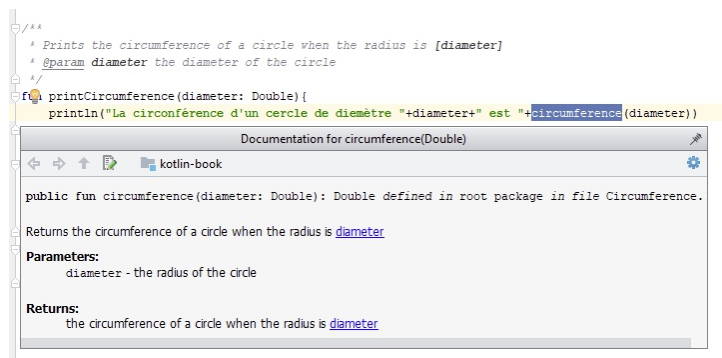 /**
* Prints the circumference of a circle when the radius is [diameter]
* @param diameter the diameter of the circle
*/
fun printCircumference(diameter: Double){
println("La circonférence d'un cercle de diemètre "+diameter+" est "+circumference(diameter))
Documentation for circumference(Double)
kotlin-book
public fun circumference(diameter: Double): Double defined in root package in file Circumference.
Returns the circumference of a circle when the radius is diameter
Parameters:
diameter - the radius of the circle
Returns:
the circumference of a circle when the radius is diameter